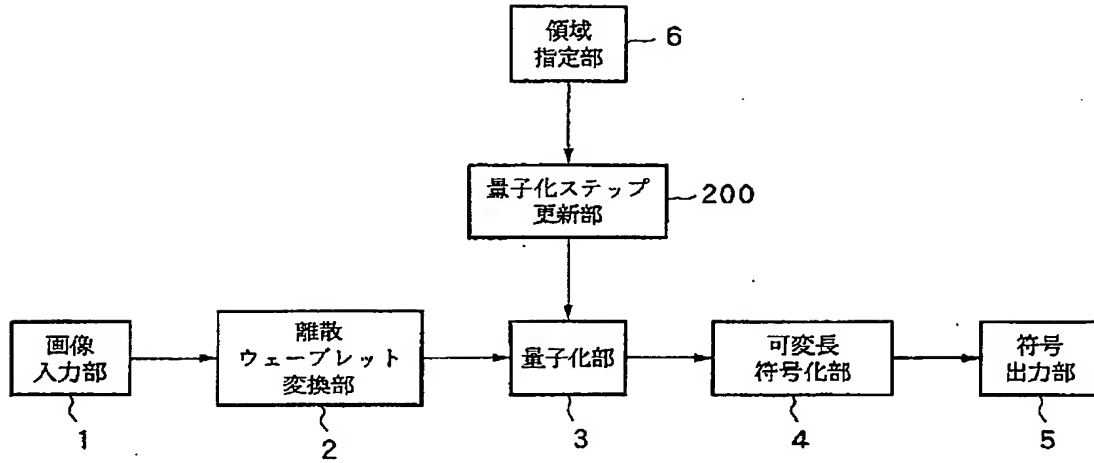 領域
指定部
6
量子化ステップ
更新部
200
画像
入力部
離散
ウェーブレット
変換部
量子化部
可変長
符号化部
符号
出力部
1
2
3
4
5